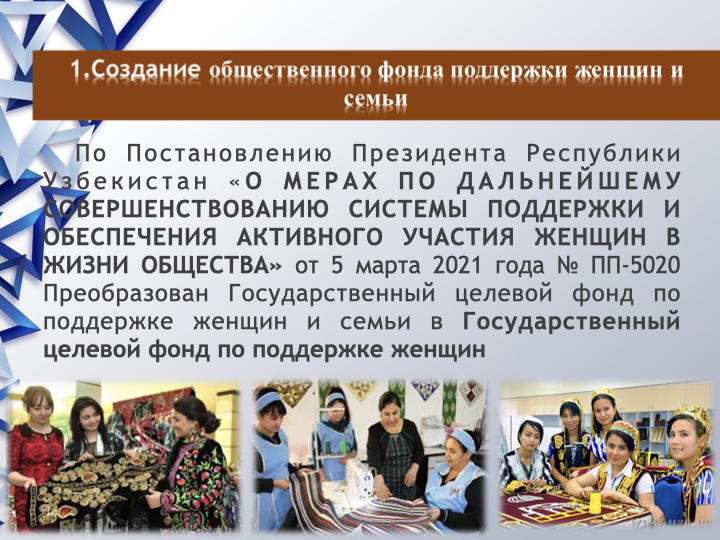 1.Создание общественного фонда поддержки женщин и
семьи
По Постановлению Президента Республики
Узбекистан «О МЕРАХ ПО ДАЛЬНЕЙШЕМУ
СОВЕРШЕНСТВОВАНИЮ СИСТЕМЫ ПОДДЕРЖКИ И
ОБЕСПЕЧЕНИЯ АКТИВНОГО УЧАСТИЯ ЖЕНЩИН В
ЖИЗНИ ОБЩЕСТВА» от 5 марта 2021 года № ПП-5020
Преобразован Государственный целевой фонд по
поддержке женщин и семьи в Государственный
целевой фонд по поддержке женщин